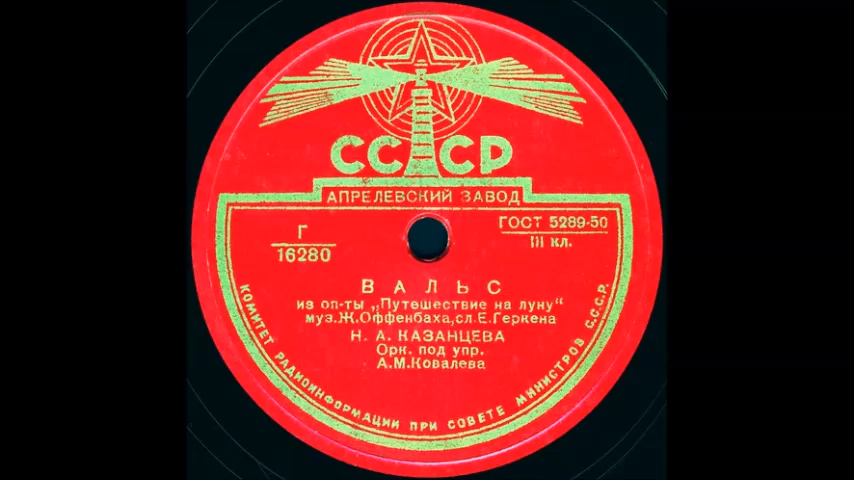 СССР
АПРЕЛЕВСКИЙ ЗАВОД
Г
16280
ГОСТ 5289-50
III кл.
ВАЛЬС
из оп-ты „Путешествие на луну“
муз.Ж.Оффенбаха,сл.Е.Геркена
Н. А. КАЗАНЦЕВА
Орк. под упр.
А.М.Ковалева
КОМИТЕТ РАДИОИНФОРМАЦИИ ПРИ СОВЕТЕ МИНИСТРОВ С.С.С.Р.